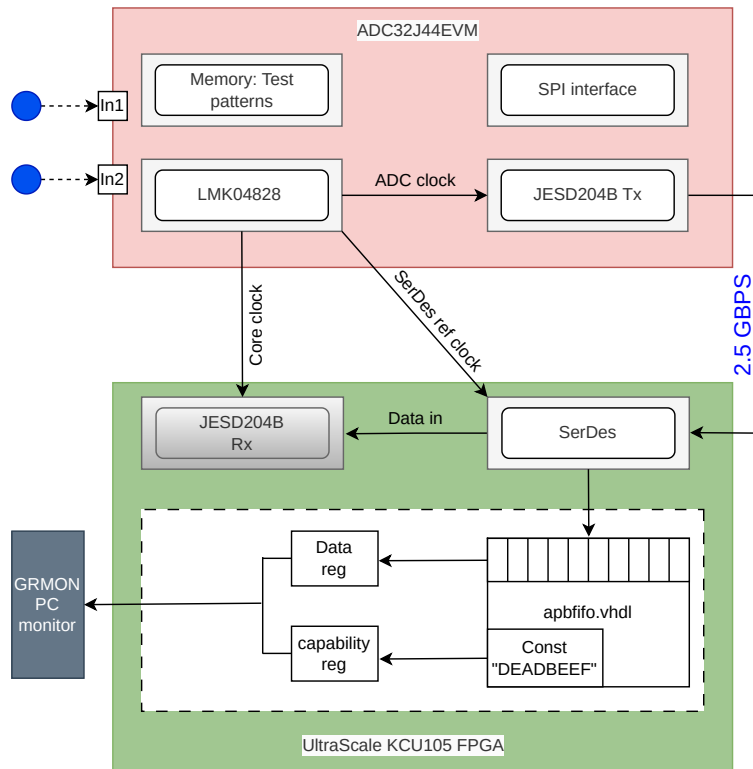 ADC32J44EVM
Memory: Test
patterns
SPI interface
In1
In2
LMK04828
ADC clock
JESD204B Tx
Core clock
SerDes ref clock
2.5 GBPS
JESD204B
Rx
Data in
SerDes
Data
reg
GRMON
PC
monitor
apbfifo.vhdl
capability
reg
Const
"DEADBEEF"
UltraScale KCU105 FPGA